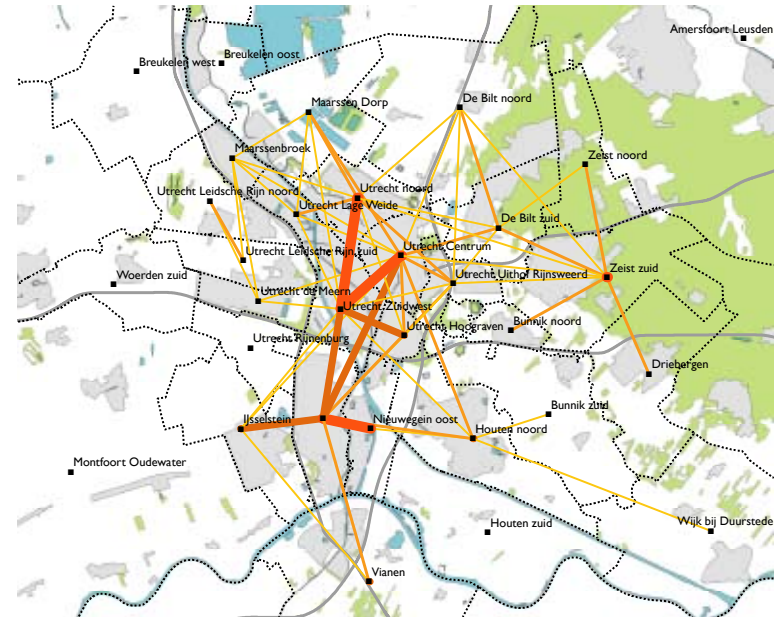 Amersfoort Leusden
Breukelen oost
Breukelen west
Maarssen Dorp
De Bilt noord
Maarssenbroek
Zeist noord
Utrecht Leidsche Rijn noord
Utrecht noord
Utrecht Lage Weide
De Bilt zuid
Utrecht Leidsche Rijn zuid
Utrecht Centrum
Zeist zuid
Woerden zuid
Utrecht Uithof Rijnsweerd
Utrecht de Meern
Utrecht Zuidwest
Bunnik noord
Utrecht Hoograven
Utrecht Rijnenburg
Driebergen
Bunnik zuid
IJsselstein
Nieuwegein oost
Houten noord
Montfoort Oudewater
Houten zuid
Wijk bij Duurstede
Vianen